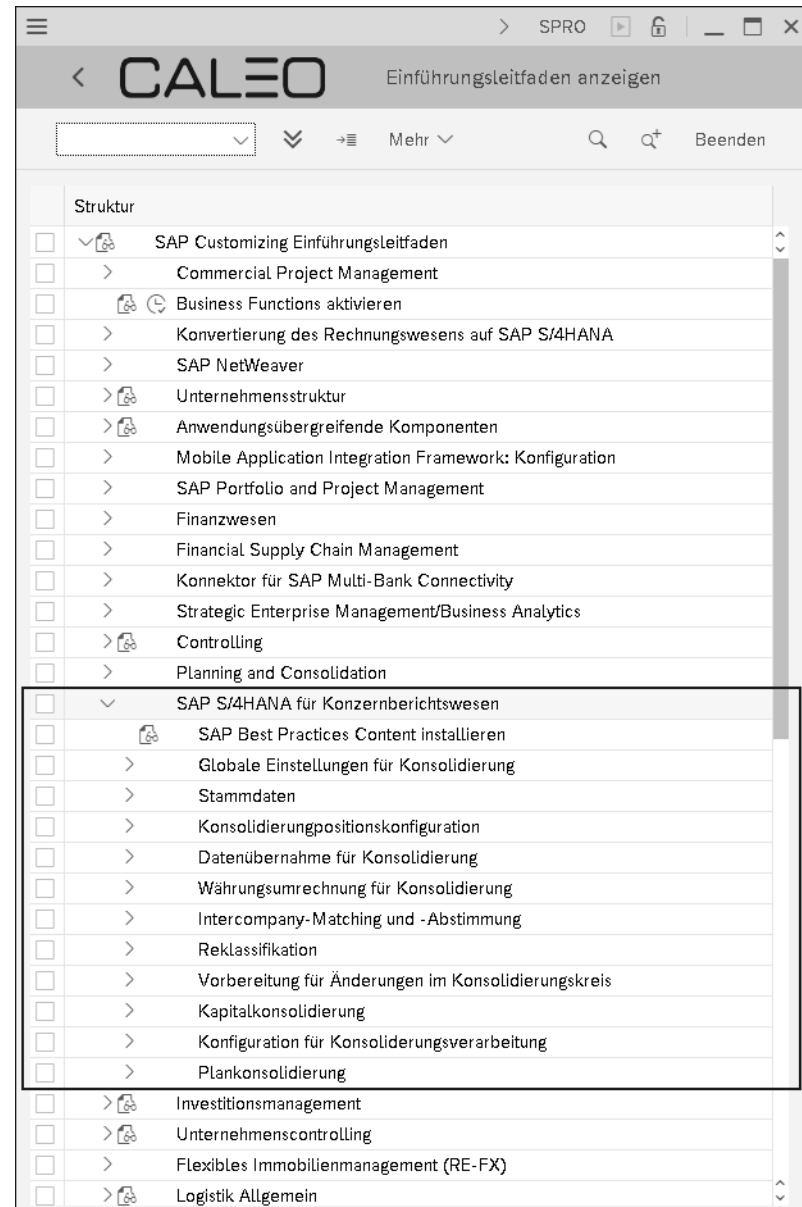 SPRO
CALEO Einführungsleitfaden anzeigen
Mehr Beenden
Struktur
SAP Customizing Einführungsleitfaden
Commercial Project Management
Business Functions aktivieren
Konvertierung des Rechnungswesens auf SAP S/4HANA
SAP NetWeaver
Unternehmensstruktur
Anwendungsübergreifende Komponenten
Mobile Application Integration Framework: Konfiguration
SAP Portfolio and Project Management
Finanzwesen
Financial Supply Chain Management
Konnektor für SAP Multi-Bank Connectivity
Strategic Enterprise Management/Business Analytics
Controlling
Planning and Consolidation
SAP S/4HANA für Konzernberichtswesen
SAP Best Practices Content installieren
Globale Einstellungen für Konsolidierung
Stammdaten
Konsolidierungpositionskonfiguration
Datenübernahme für Konsolidierung
Währungsumrechnung für Konsolidierung
Intercompany-Matching und -Abstimmung
Reklassifikation
Vorbereitung für Änderungen im Konsolidierungskreis
Kapitalkonsolidierung
Konfiguration für Konsoliderungsverarbeitung
Plankonsolidierung
Investitionsmanagement
Unternehmenscontrolling
Flexibles Immobilienmanagement (RE-FX)
Logistik Allgemein